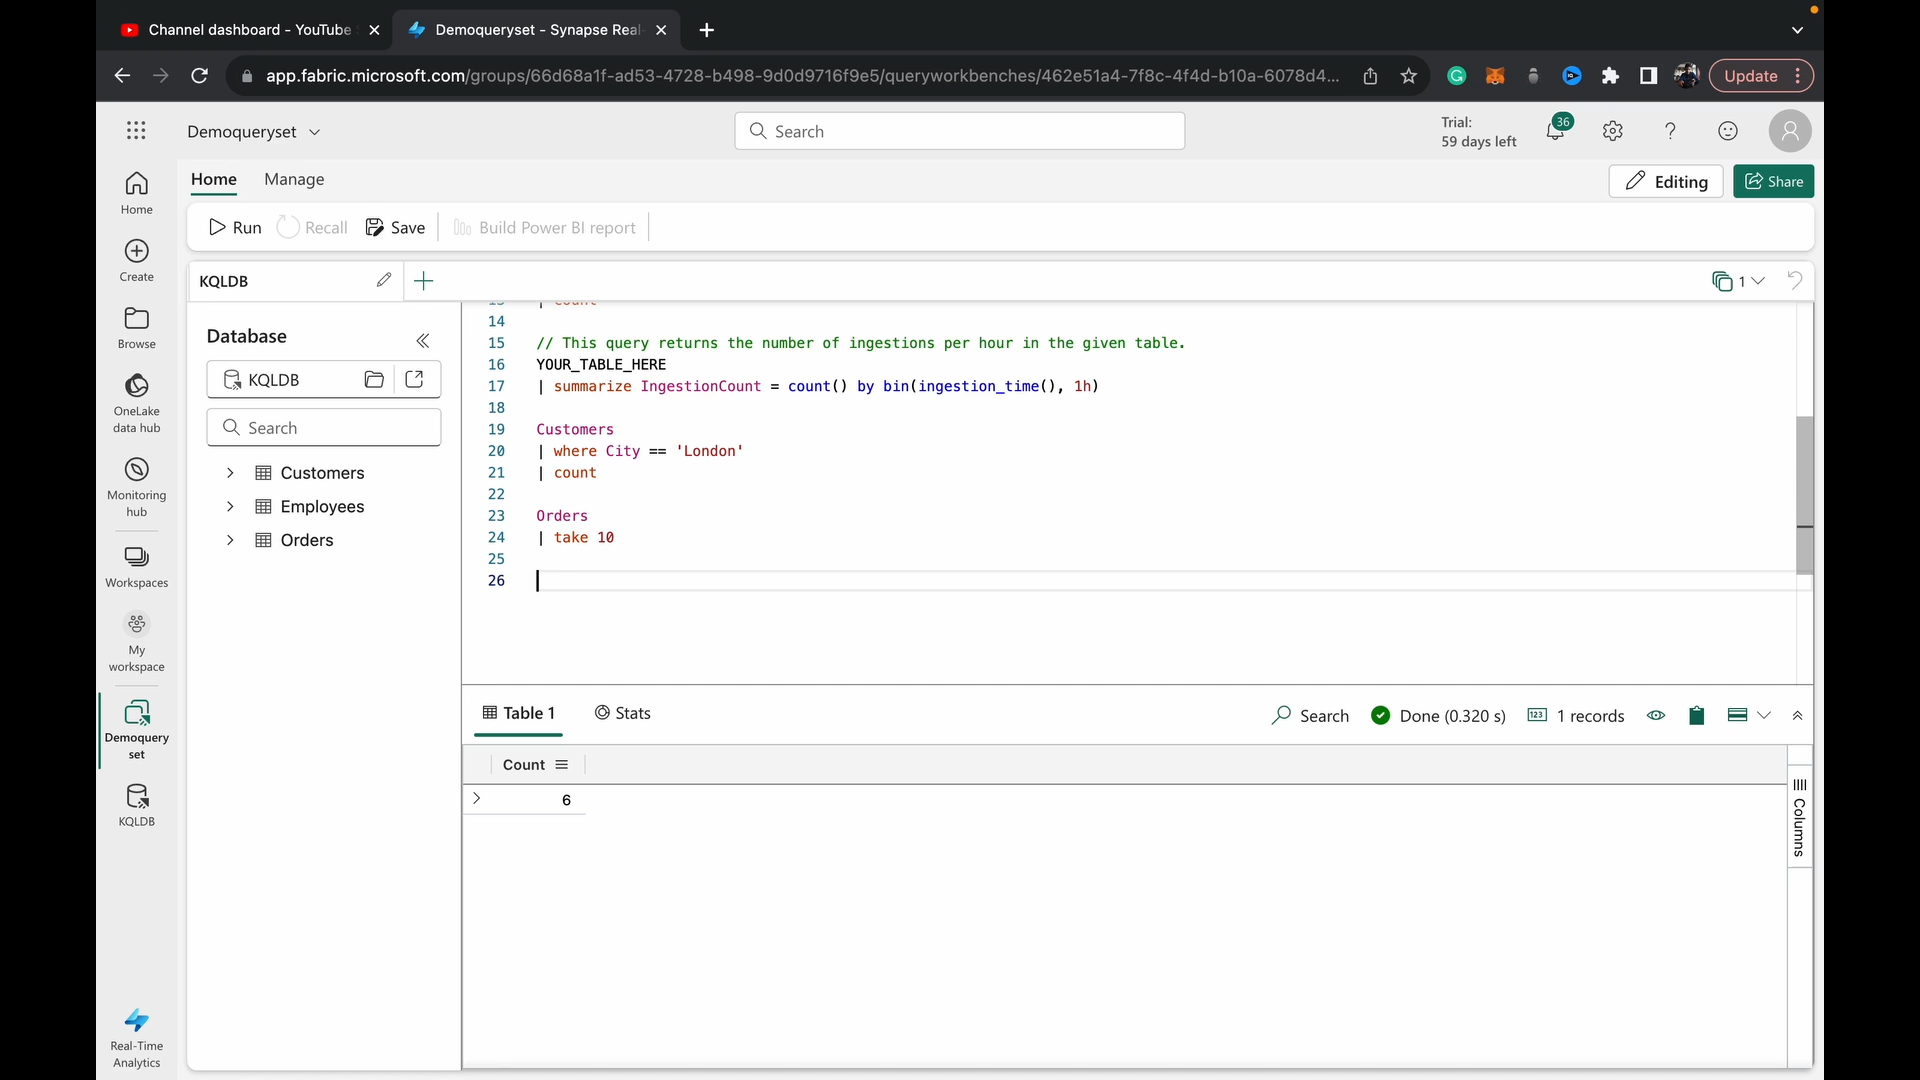 Channel dashboard - YouTube
Demoqueryset - Synapse Real-
app.fabric.microsoft.com/groups/66d68a1f-ad53-4728-b498-9d0d9716f9e5/queryworkbenches/462e51a4-7f8c-4f4d-b10a-6078d4...
Update
Demoqueryset
Search
Trial:
59 days left
36
Home
Manage
Editing
Share
Run
Recall
Save
Build Power BI report
Home
Create
Browse
OneLake
data hub
Monitoring
hub
Workspaces
My
workspace
Demoquery
set
KQLDB
Real-Time
Analytics
KQLDB
1
Database
KQLDB
Search
Customers
Employees
Orders
13 | count
14
15 // This query returns the number of ingestions per hour in the given table.
16 YOUR_TABLE_HERE
17 | summarize IngestionCount = count() by bin(ingestion_time(), 1h)
18
19 Customers
20 | where City == 'London'
21 | count
22
23 Orders
24 | take 10
25
26
Table 1
Stats
Search
Done (0.320 s)
123
1 records
Count
6
Columns